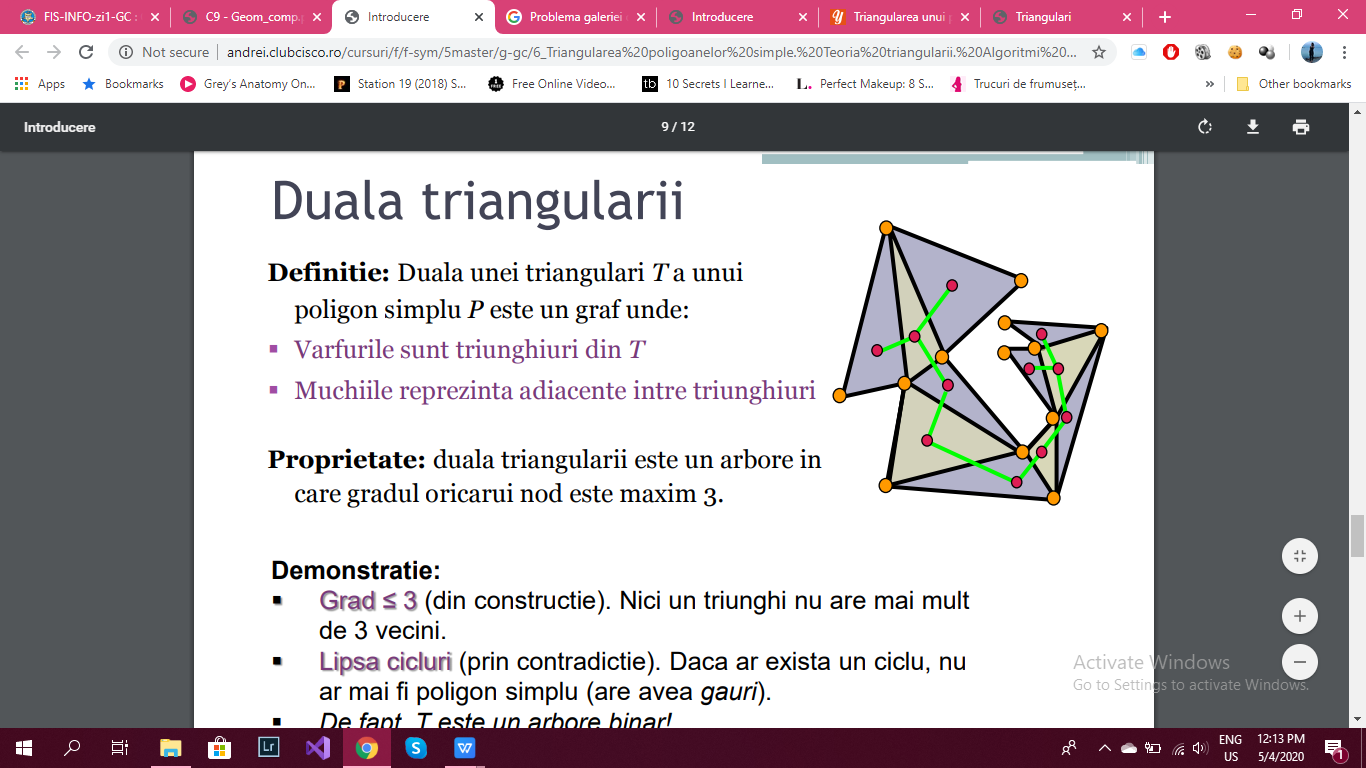 FIS-INFO-zi1-GC :
C9 - Geom_comp.p
Introducere
Problema galeriei
Introducere
Triangularea unui p
Triangulari
Not secure | andrei.clubcisco.ro/cursuri/f/f-sym/5master/g-gc/6_Triangularea%20poligoanelor%20simple.%20Teoria%20triangularii.%20Algoritmi%20...
Apps
Bookmarks
Grey's Anatomy On...
Station 19 (2018) S...
Free Online Video...
10 Secrets I Learne...
Perfect Makeup: 8 S...
Trucuri de frumuseț...
»
Other bookmarks
Introducere
9 / 12
Duala triangularii
Definitie: Duala unei triangulari T a unui
poligon simplu P este un graf unde:
▪ Varfurile sunt triunghiuri din T
▪ Muchiile reprezinta adiacente intre triunghiuri
Proprietate: duala triangularii este un arbore in
care gradul oricarui nod este maxim 3.
Demonstratie:
▪ Grad ≤ 3 (din constructie). Nici un triunghi nu are mai mult
de 3 vecini.
▪ Lipsa cicluri (prin contradictie). Daca ar exista un ciclu, nu
ar mai fi poligon simplu (are avea gauri).
▪ De fapt, T este un arbore binar!
Activate Windows
Go to Settings to activate Windows.
ENG
US
12:13 PM
5/4/2020
1